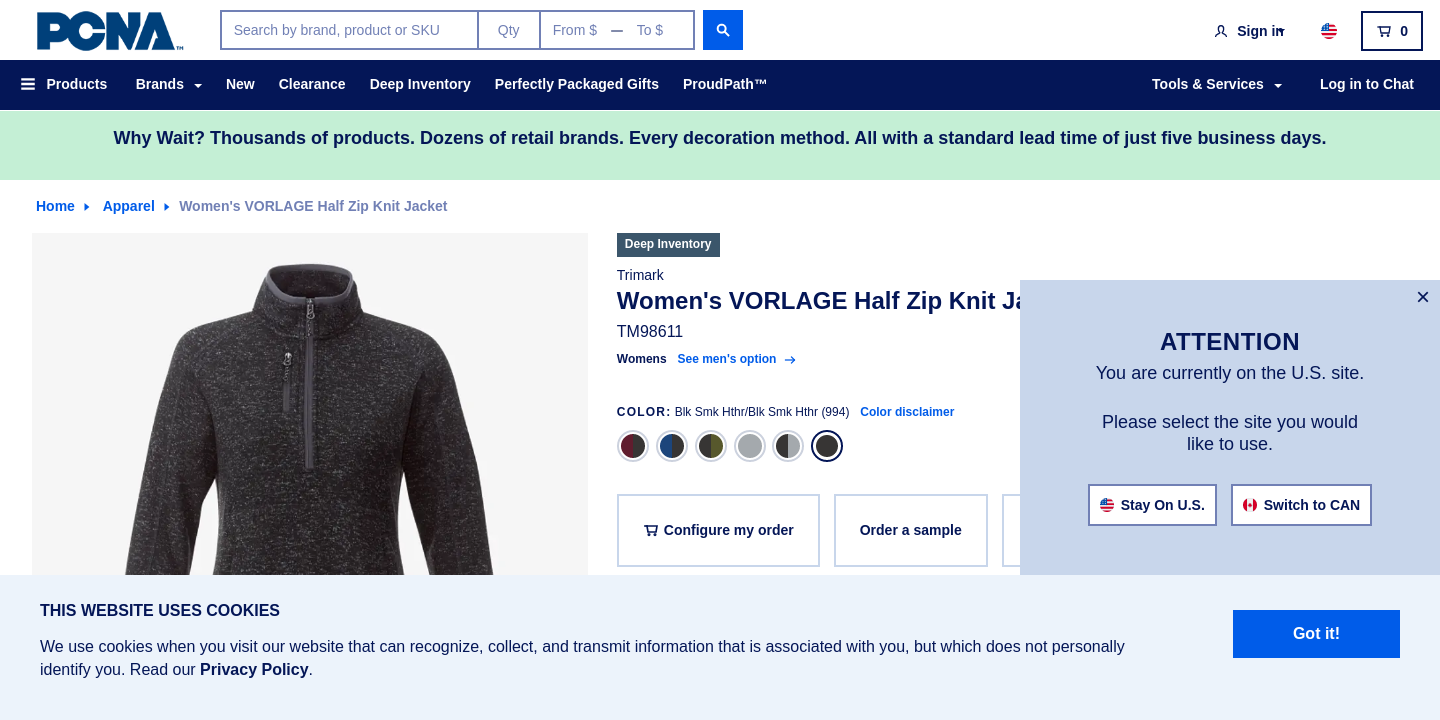 PCNA™
Search by brand, product or SKU
Qty
From $ — To $
Sign in
0
Products
Brands
New
Clearance
Deep Inventory
Perfectly Packaged Gifts
ProudPath™
Tools & Services
Log in to Chat
Why Wait? Thousands of products. Dozens of retail brands. Every decoration method. All with a standard lead time of just five business days.
Home
Apparel
Women's VORLAGE Half Zip Knit Jacket
Deep Inventory
Trimark
Women's VORLAGE Half Zip Knit
TM98611
Womens See men's option
COLOR: Blk Smk Hthr/Blk Smk Hthr (994) Color disclaimer
Configure my order
Order a sample
×
ATTENTION
You are currently on the U.S. site.
Please select the site you would
like to use.
Stay On U.S.
Switch to CAN
THIS WEBSITE USES COOKIES
We use cookies when you visit our website that can recognize, collect, and transmit information that is associated with you, but which does not personally
identify you. Read our Privacy Policy.
Got it!